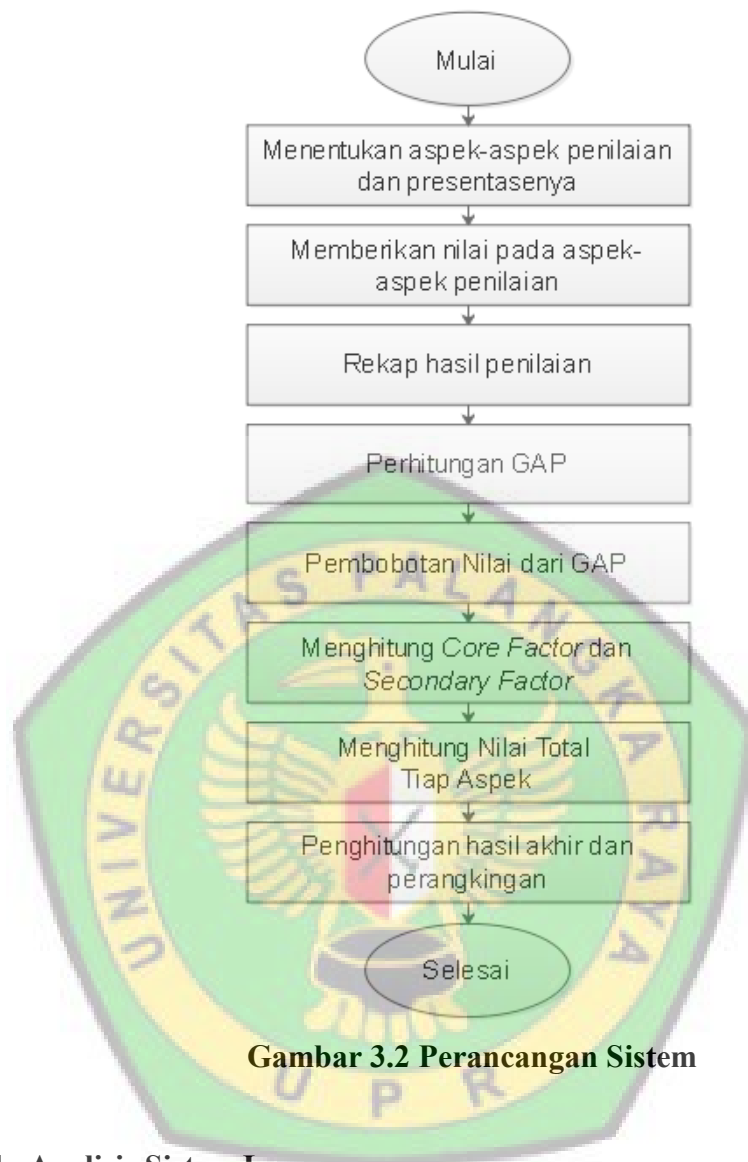 Mulai
Menentukan aspek-aspek penilaian
dan presentasenya
Memberikan nilai pada aspek-
aspek penilaian
Rekap hasil penilaian
Perhitungan GAP
Pembobotan Nilai dari GAP
Menghitung Core Factor dan
Secondary Factor
Menghitung Nilai Total
Tiap Aspek
Penghitungan hasil akhir dan
perangkingan
Selesai
UNIVERSITAS PALANGKA RAYA
UPR
Gambar 3.2 Perancangan Sistem